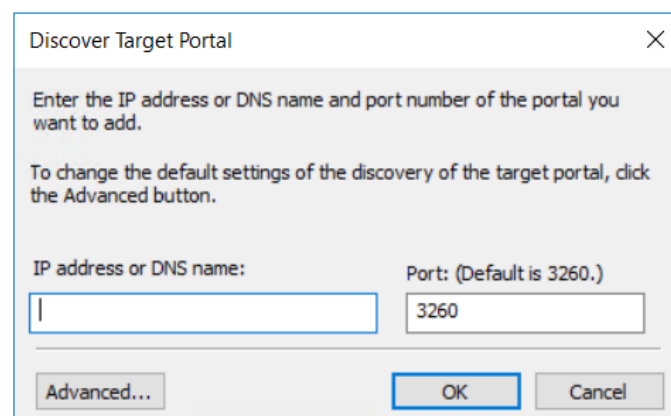 Discover Target Portal
Enter the IP address or DNS name and port number of the portal you
want to add.
To change the default settings of the discovery of the target portal, click
the Advanced button.
IP address or DNS name:
Port: (Default is 3260.)
3260
Advanced...
OK
Cancel